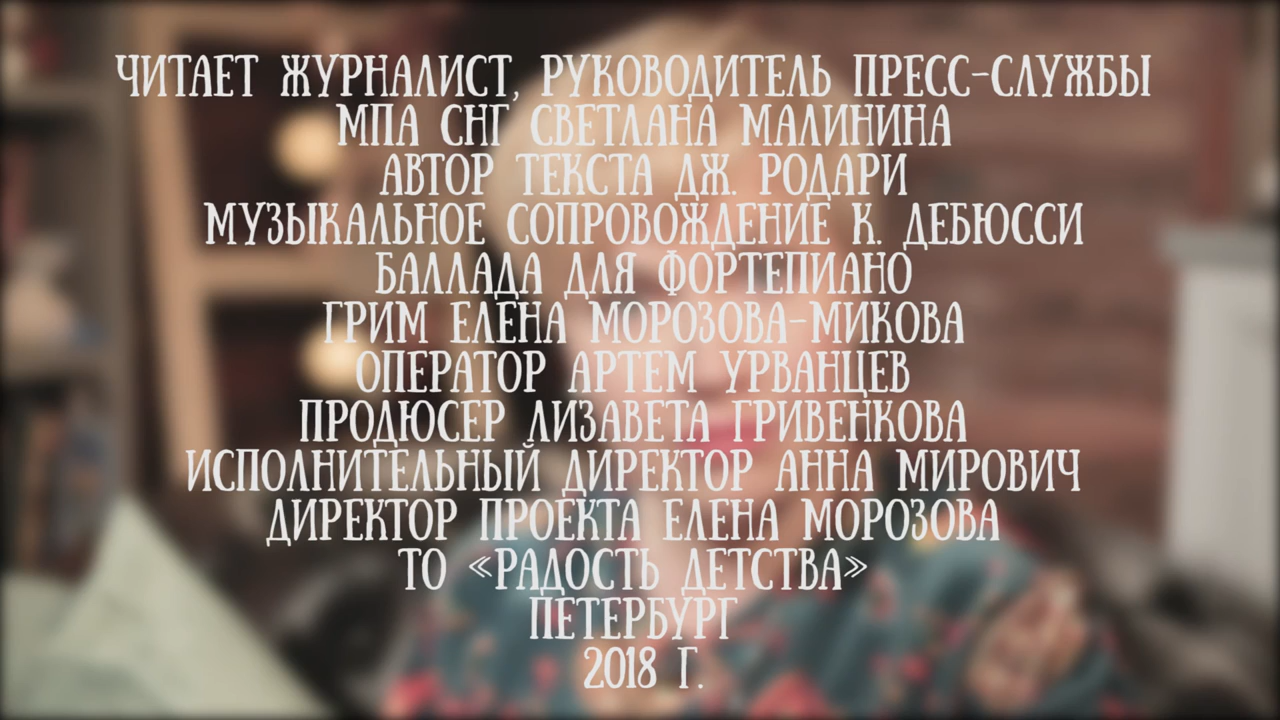 ЧИТАЕТ ЖУРНАЛИСТ, РУКОВОДИТЕЛЬ ПРЕСС-СЛУЖБЫ
МПА СНГ СВЕТЛАНА МАЛИНИНА
АВТОР ТЕКСТА ДЖ. РОДАРИ
МУЗЫКАЛЬНОЕ СОПРОВОЖДЕНИЕ К. ДЕБЮССИ
БАЛЛАДА ДЛЯ ФОРТЕПИАНО
ГРИМ ЕЛЕНА МОРОЗОВА-МИКОВА
ОПЕРАТОР АРТЕМ УРВАНЦЕВ
ПРОДЮСЕР ЛИЗАВЕТА ГРИВЕНКОВА
ИСПОЛНИТЕЛЬНЫЙ ДИРЕКТОР АННА МИРОВИЧ
ДИРЕКТОР ПРОЕКТА ЕЛЕНА МОРОЗОВА
ТО «РАДОСТЬ ДЕТСТВА»
ПЕТЕРБУРГ
2018 Г.